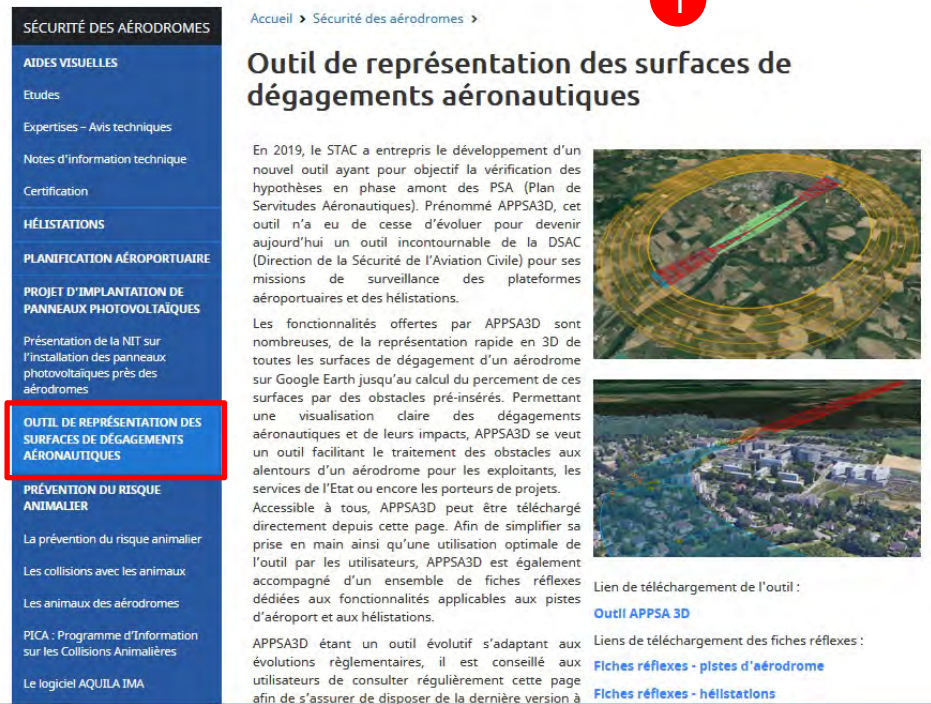 SÉCURITÉ DES AÉRODROMES
AIDES VISUELLES
Etudes
Expertises – Avis techniques
Notes d'information technique
Certification
HÉLISTATIONS
PLANIFICATION AÉROPORTUAIRE
PROJET D'IMPLANTATION DE
PANNEAUX PHOTOVOLTAÏQUES
Présentation de la NIT sur
l'installation des panneaux
photovoltaïques près des
aérodromes
OUTIL DE REPRÉSENTATION DES
SURFACES DE DÉGAGEMENTS
AÉRONAUTIQUES
PRÉVENTION DU RISQUE
ANIMALIER
La prévention du risque animalier
Les collisions avec les animaux
Les animaux des aérodromes
PICA : Programme d'Information
sur les Collisions Animalières
Le logiciel AQUILA IMA
Accueil > Sécurité des aérodromes >
1
Outil de représentation des surfaces de
dégagements aéronautiques
En 2019, le STAC a entrepris le développement d'un
nouvel outil ayant pour objectif la vérification des
hypothèses en phase amont des PSA (Plan de
Servitudes Aéronautiques). Prénommé APPSA3D, cet
outil n'a eu de cesse d'évoluer pour devenir
aujourd'hui un outil incontournable de la DSAC
(Direction de la Sécurité de l'Aviation Civile) pour ses
missions de surveillance des plateformes
aéroportuaires et des hélistations.
Les fonctionnalités offertes par APPSA3D sont
nombreuses, de la représentation rapide en 3D de
toutes les surfaces de dégagement d'un aérodrome
sur Google Earth jusqu'au calcul du percement de ces
surfaces par des obstacles pré-insérés. Permettant
une visualisation claire des dégagements
aéronautiques et de leurs impacts, APPSA3D se veut
un outil facilitant le traitement des obstacles aux
alentours d'un aérodrome pour les exploitants, les
services de l'Etat ou encore les porteurs de projets.
Accessible à tous, APPSA3D peut être téléchargé
directement depuis cette page. Afin de simplifier sa
prise en main ainsi qu'une utilisation optimale de
l'outil par les utilisateurs, APPSA3D est également
accompagné d'un ensemble de fiches réflexes
dédiées aux fonctionnalités applicables aux pistes
d'aéroport et aux hélistations.
APPSA3D étant un outil évolutif s'adaptant aux
évolutions règlementaires, il est conseillé aux
utilisateurs de consulter régulièrement cette page
afin de s'assurer de disposer de la dernière version à
Lien de téléchargement de l'outil :
Outil APPSA 3D
Liens de téléchargement des fiches réflexes :
Fiches réflexes - pistes d'aérodrome
Fiches réflexes - hélistations